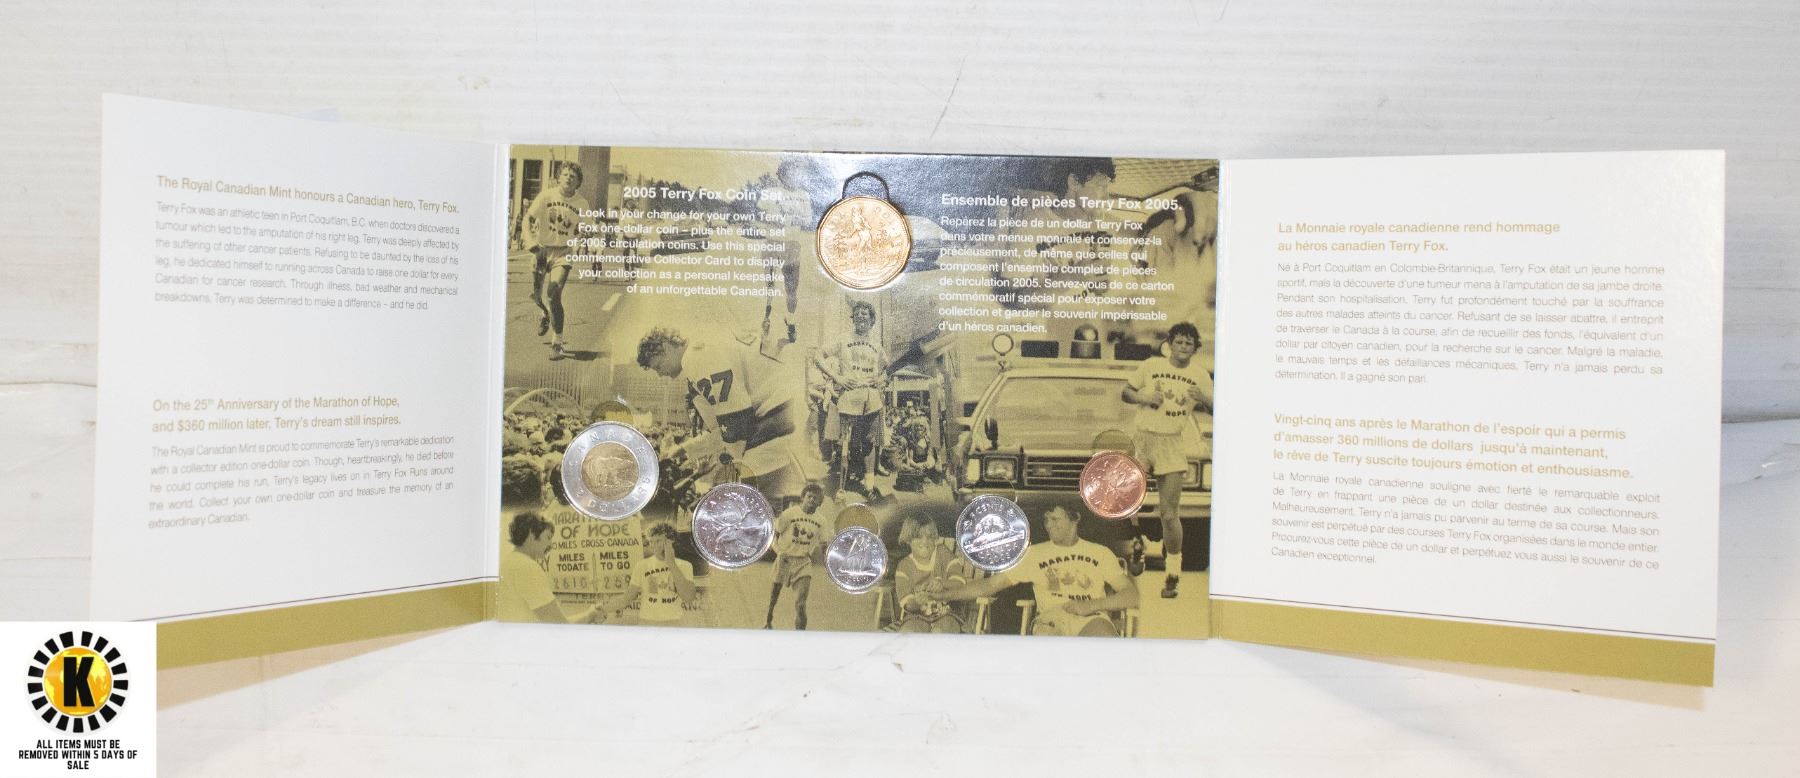 The Royal Canadian Mint honours a Canadian hero, Terry Fox.
Terry Fox was an athletic teen in Port Coquitlam, B.C. when doctors discovered a
tumour which led to the amputation of his right leg. Terry was deeply affected by
the suffering of other cancer patients. Refusing to be daunted by the loss of his
leg, he dedicated himself to running across Canada to raise one dollar for every
Canadian for cancer research. Through illness, bad weather and mechanical
breakdowns, Terry was determined to make a difference – and he did.
On the 25th Anniversary of the Marathon of Hope,
and $360 million later, Terry's dream still inspires.
The Royal Canadian Mint is proud to commemorate Terry's remarkable dedication
with a collector edition one-dollar coin. Though, heartbreakingly, he died before
he could complete his run, Terry's legacy lives on in Terry Fox Runs around
the world. Collect your own one-dollar coin and treasure the memory of an
extraordinary Canadian.
2005 Terry Fox Coin Set.
Look in your change for your own Terry
Fox one-dollar coin – plus the entire set
of 2005 circulation coins. Use this special
commemorative Collector Card to display
your collection as a personal keepsake
of an unforgettable Canadian.
Ensemble de pièces Terry Fox 2005.
Repérez la pièce de un dollar Terry Fox
dans votre menue monnaie et conservez-la
précieusement, de même que celles qui
composent l'ensemble complet de pièces
de circulation 2005. Servez-vous de ce carton
commémoratif spécial pour exposer votre
collection et garder le souvenir impérissable
d'un héros canadien.
27
MARATHON
OF HOPE
MARATHON
HOPE
CANADA
5 CENTS
OF HOPE
MILES CROSS-CANADA
MILES
TODATE
MILES
TO GO
2610
269
TERRY
OF HOPE
MARATHON
OF HOPE
La Monnaie royale canadienne rend hommage
au héros canadien Terry Fox.
Né à Port Coquitlam en Colombie-Britannique, Terry Fox était un jeune homme
sportif, mais la découverte d'une tumeur mena à l'amputation de sa jambe droite.
Pendant son hospitalisation, Terry fut profondément touché par la souffrance
des autres malades atteints du cancer. Refusant de se laisser abattre, il entreprit
de traverser le Canada à la course, afin de recueillir des fonds, l'équivalent d'un
dollar par citoyen canadien, pour la recherche sur le cancer. Malgré la maladie,
le mauvais temps et les défaillances mécaniques, Terry n'a jamais perdu sa
détermination. Il a gagné son pari.
Vingt-cinq ans après le Marathon de l'espoir qui a permis
d'amasser 360 millions de dollars jusqu'à maintenant,
le rêve de Terry suscite toujours émotion et enthousiasme.
La Monnaie royale canadienne souligne avec fierté le remarquable exploit
de Terry en frappant une pièce de un dollar destinée aux collectionneurs.
Malheureusement, Terry n'a jamais pu parvenir au terme de sa course. Mais son
souvenir est perpétué par des courses Terry Fox organisées dans le monde entier.
Procurez-vous cette pièce de un dollar et perpétuez vous aussi le souvenir de ce
Canadien exceptionnel.
K
ALL ITEMS MUST BE
REMOVED WITHIN 5 DAYS OF
SALE